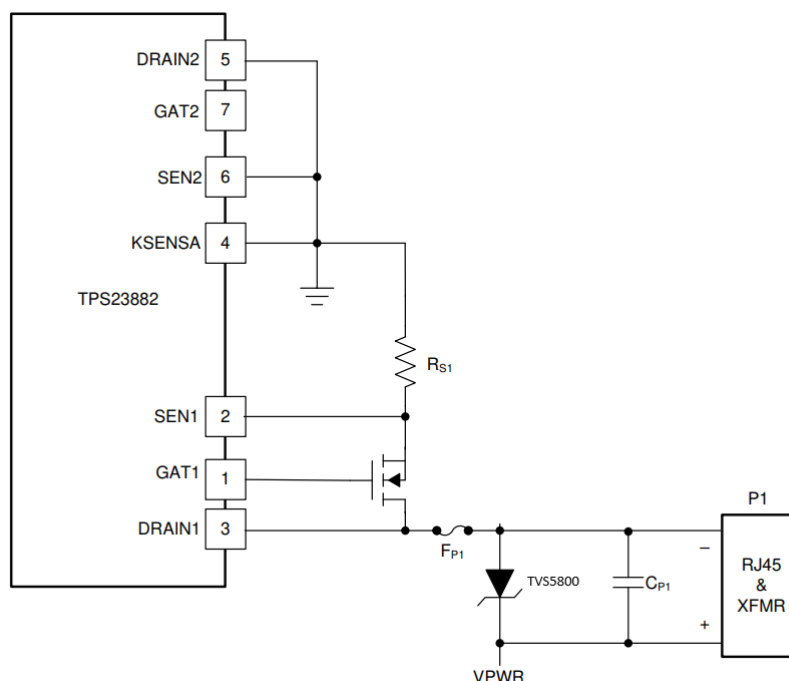 DRAIN2 5
GAT2 7
SEN2 6
KSENSA 4
TPS23882
RS1
SEN1 2
GAT1 1
DRAIN1 3
P1
FP1
TVS5800
CP1
–
RJ45
&
XFMR
+
VPWR